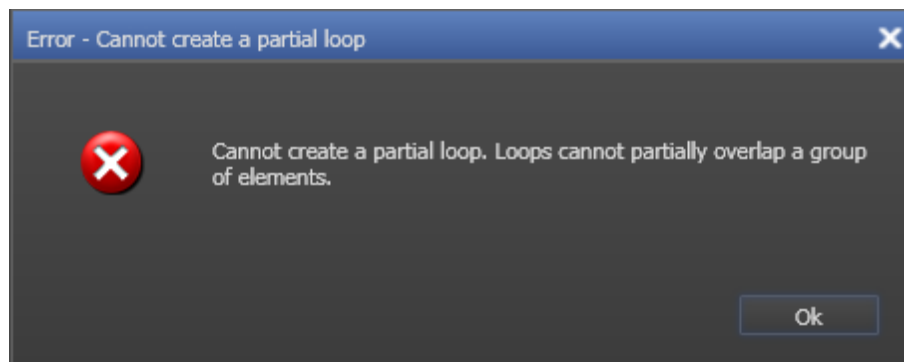 Error - Cannot create a partial loop
Cannot create a partial loop. Loops cannot partially overlap a group
of elements.
Ok